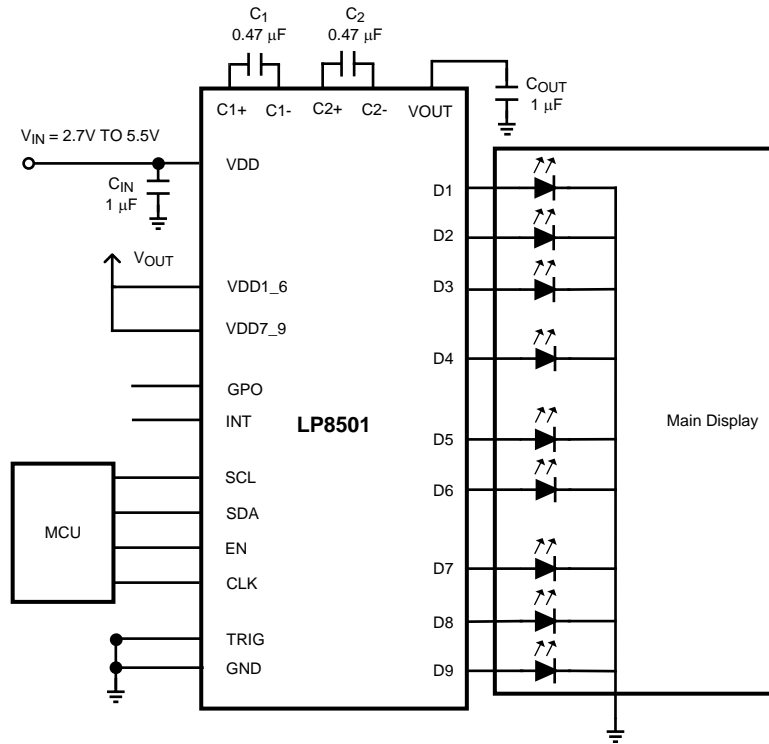 C1
0.47 μF
C2
0.47 μF
COUT
1 μF
C1+ C1- C2+ C2- VOUT
VIN = 2.7V TO 5.5V
VDD
CIN
1 μF
VOUT
VDD1_6
VDD7_9
GPO
INT
LP8501
MCU
SCL
SDA
EN
CLK
TRIG
GND
D1
D2
D3
D4
D5
D6
D7
D8
D9
Main Display